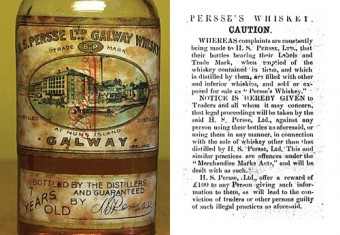 H.S. PERSSE LTD GALWAY WHISKY
TRADE MARK
AT NUN'S ISLAND
GALWAY.
IRELAND
BOTTLED BY THE DISTILLERS
AND GUARANTEED
7 YEARS OLD BY
PERSSE'S WHISKEY.
CAUTION.
WHEREAS complaints are constantly
being made to H. S. PERSSE, LTD., that
their bottles bearing their Labels and
Trade Mark, when emptied of the
whiskey contained in them, and which
is distilled by them, are filled with other
and inferior whiskies, and sold or ex-
posed for sale as "Persse's Whiskey."
NOTICE IS HEREBY GIVEN to
Traders and all whom it may concern,
that legal proceedings will be taken by the
said H. S. Persse, Ltd., against any
person using their bottles as aforesaid, or
using them in any manner, in connection
with the sale of whiskey other than that
distilled by H. S. Persse, Ltd. This and
similar practices are offences under the
"Merchandise Marks Acts," and will be
dealt with as such.
H. S. Persse, Ltd., offer a reward of
£100 to any Person giving such infor-
mation to them, as will lead to the con-
viction of traders or other persons guilty
of such illegal practices as aforesaid.